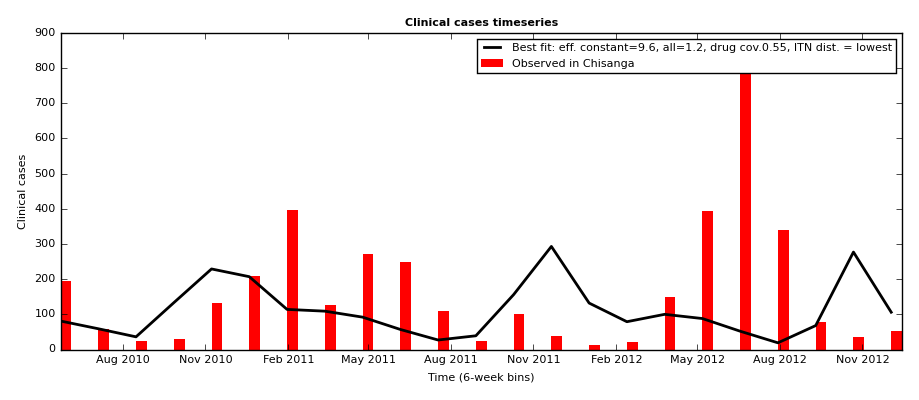 Clinical cases timeseries
Best fit: eff. constant=9.6, all=1.2, drug cov.0.55, ITN dist. = lowest
Observed in Chisanga
900
800
700
600
500
400
300
200
100
0
Clinical cases
Aug 2010 Nov 2010 Feb 2011 May 2011 Aug 2011 Nov 2011 Feb 2012 May 2012 Aug 2012 Nov 2012
Time (6-week bins)